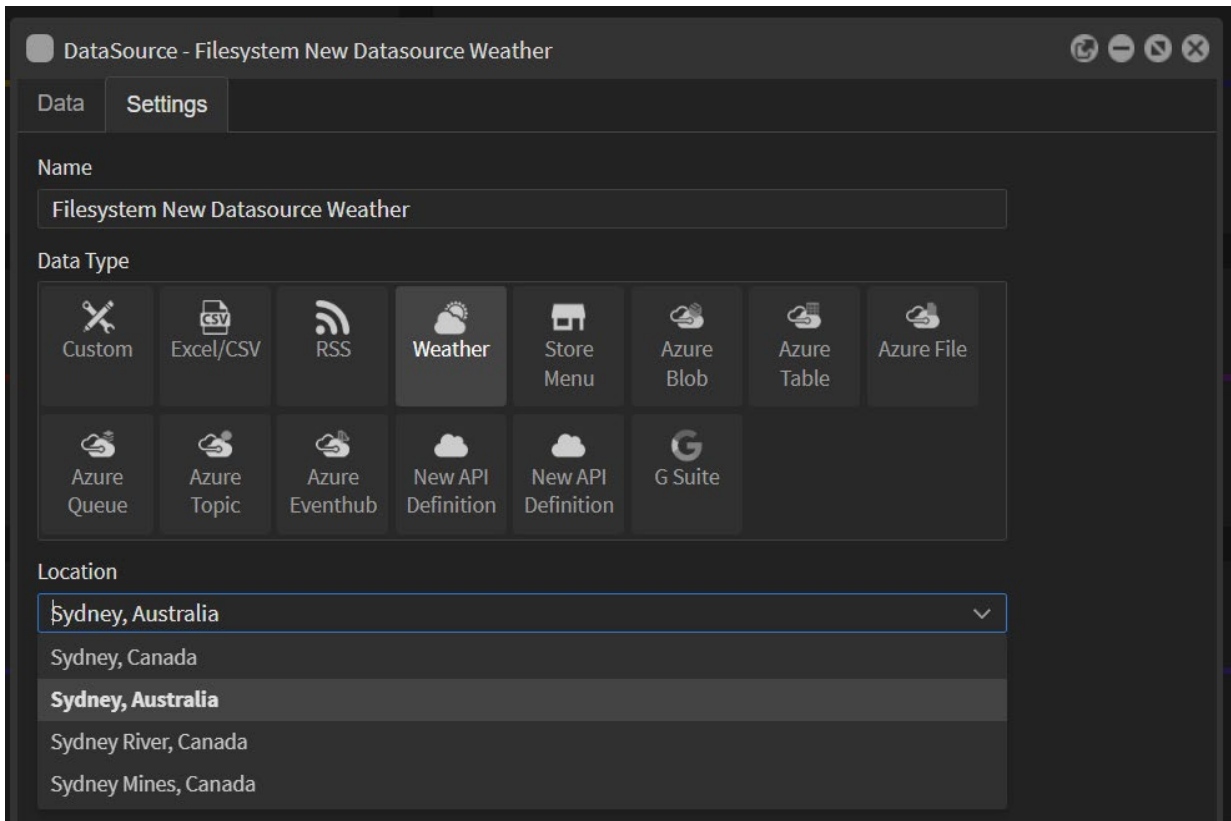 DataSource - Filesystem New Datasource Weather
Data Settings
Name
Filesystem New Datasource Weather
Data Type
Custom
CSV
Excel/CSV
RSS
Weather
Store
Menu
Azure
Blob
Azure
Table
Azure File
Azure
Queue
Azure
Topic
Azure
Eventhub
New API
Definition
New API
Definition
G
G Suite
Location
Sydney, Australia
Sydney, Canada
Sydney, Australia
Sydney River, Canada
Sydney Mines, Canada